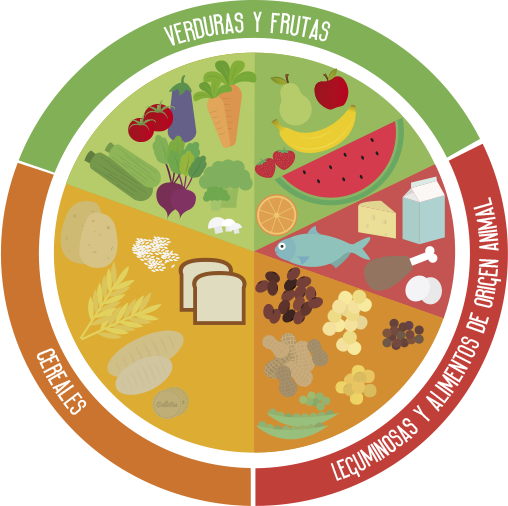 VERDURAS Y FRUTAS
CEREALES
LEGUMINOSAS Y ALIMENTOS DE ORIGEN ANIMAL